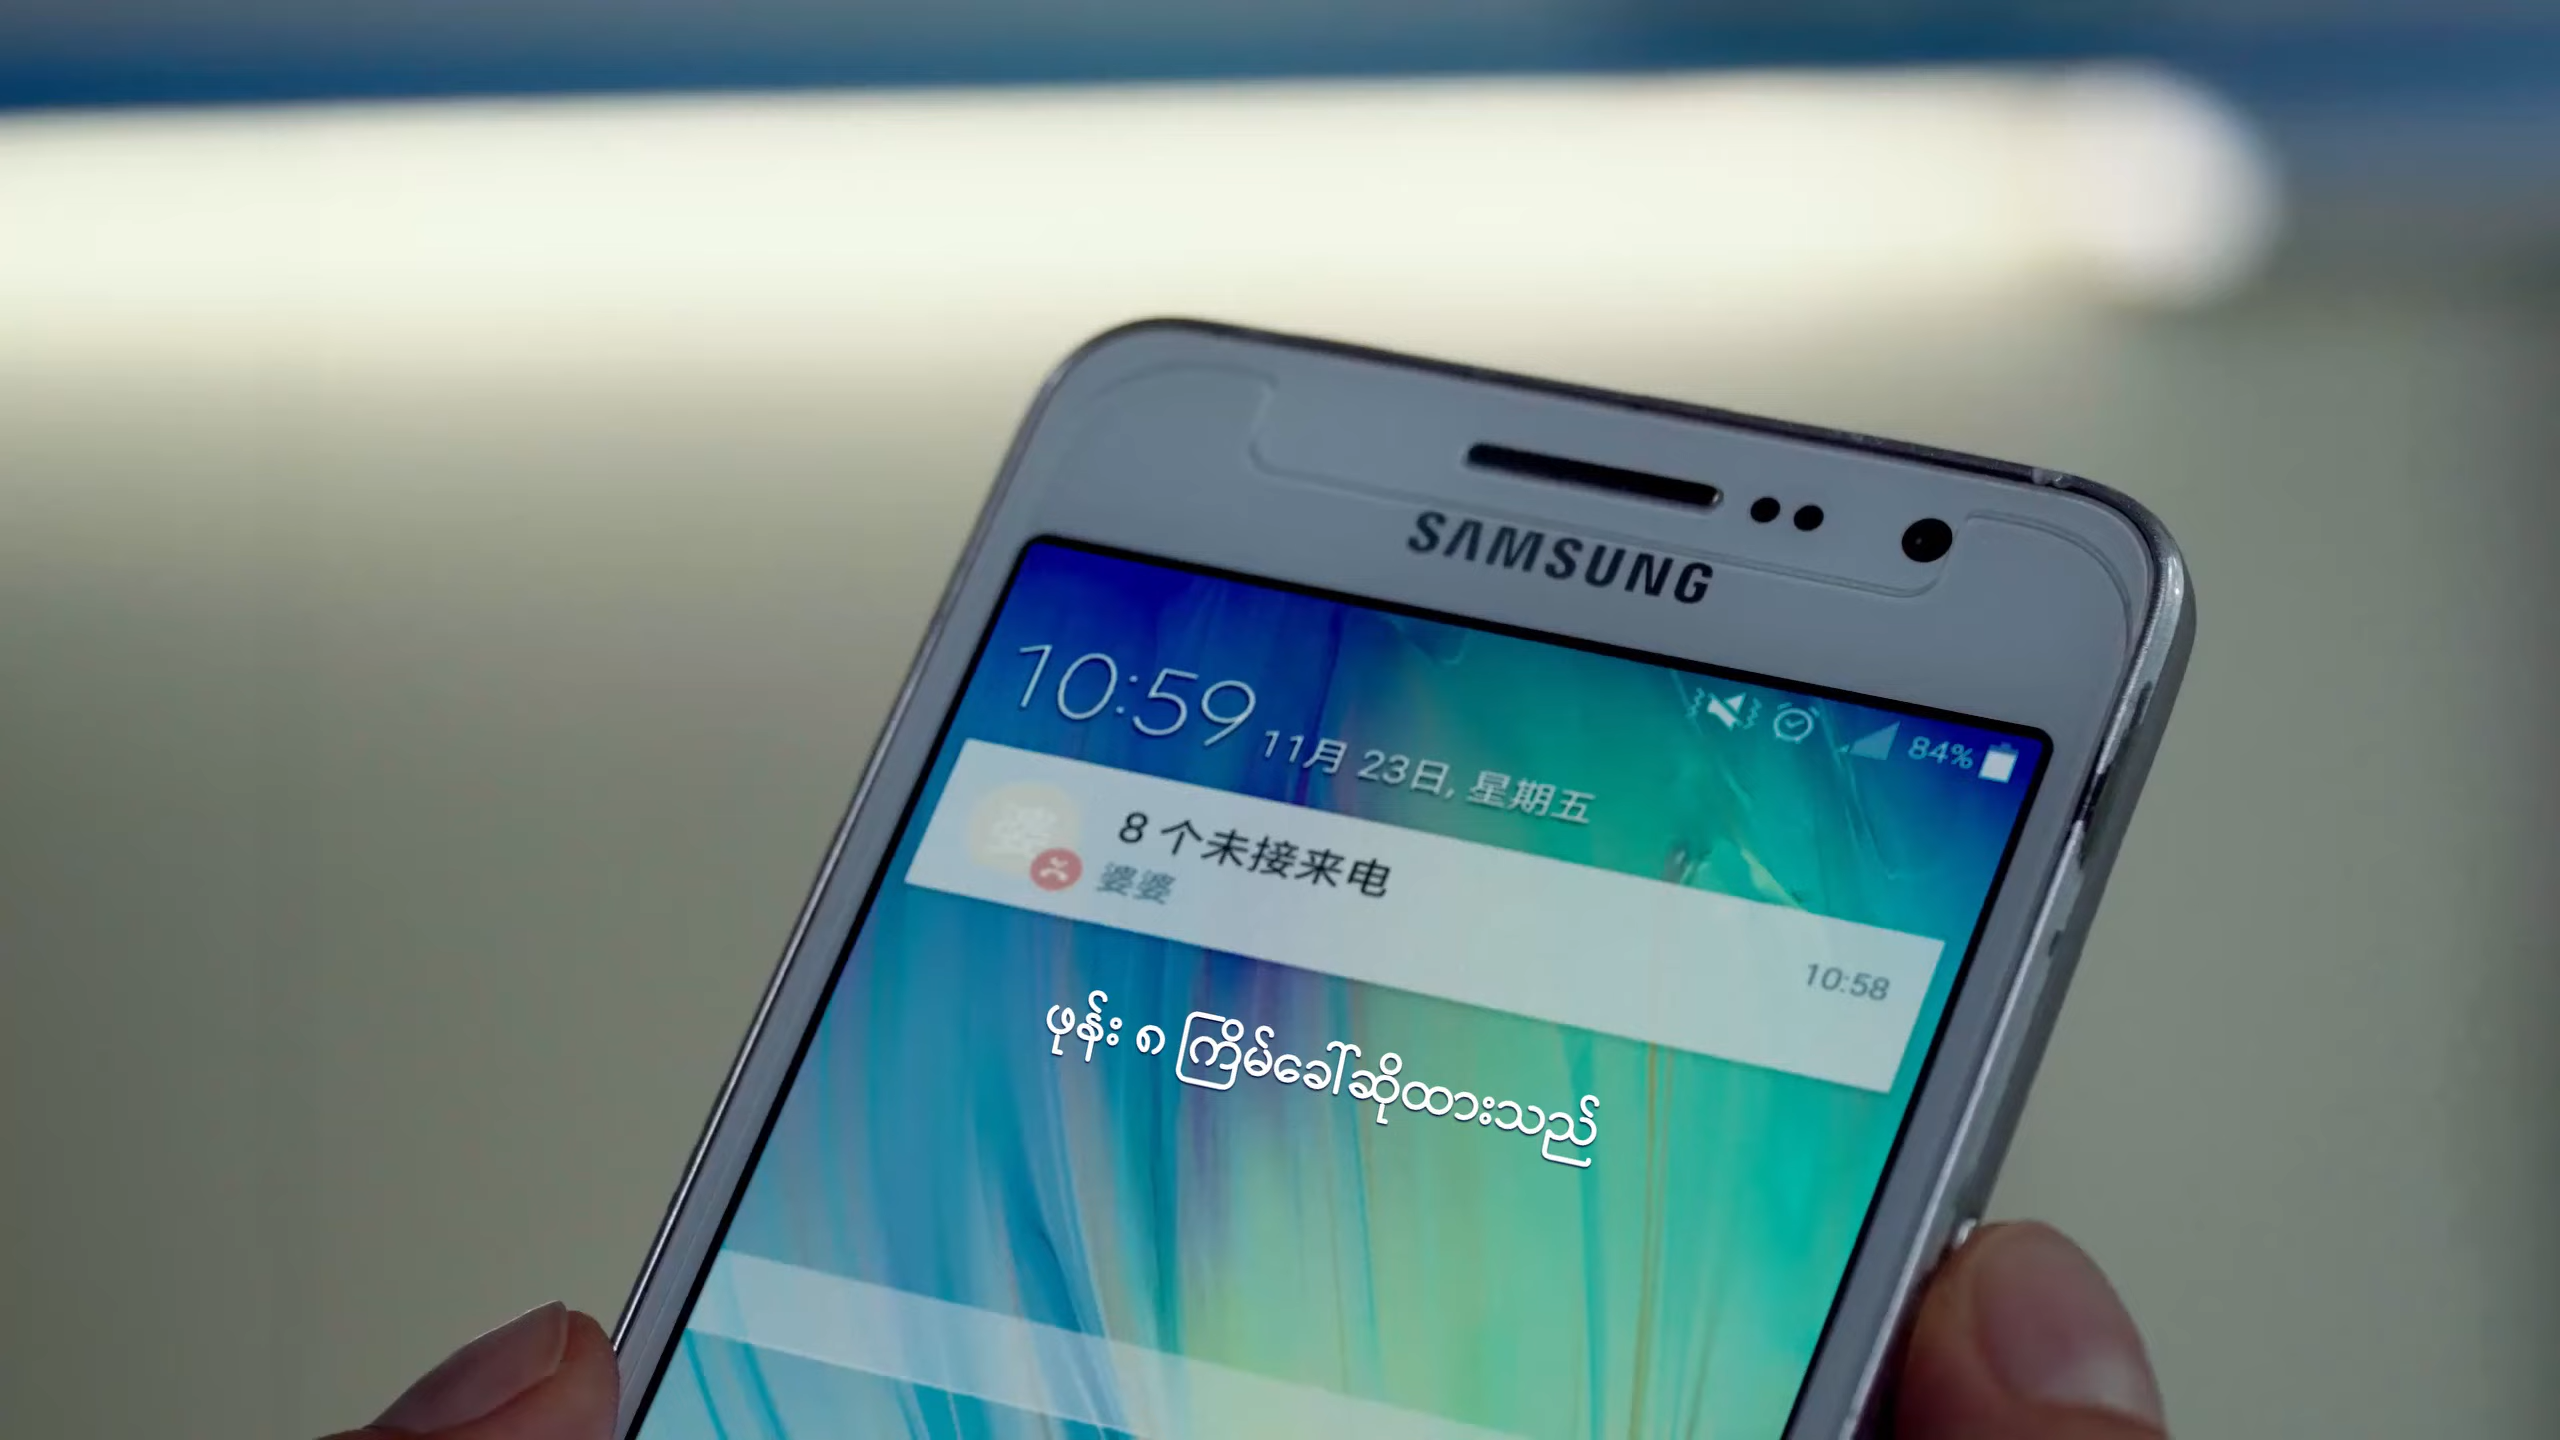 SAMSUNG
84%
10:59 11月 23日, 星期五
婆
8 个未接来电
婆婆
10:58
ဖုန်း ၈ ကြိမ်ခေါ်ဆိုထားသည်